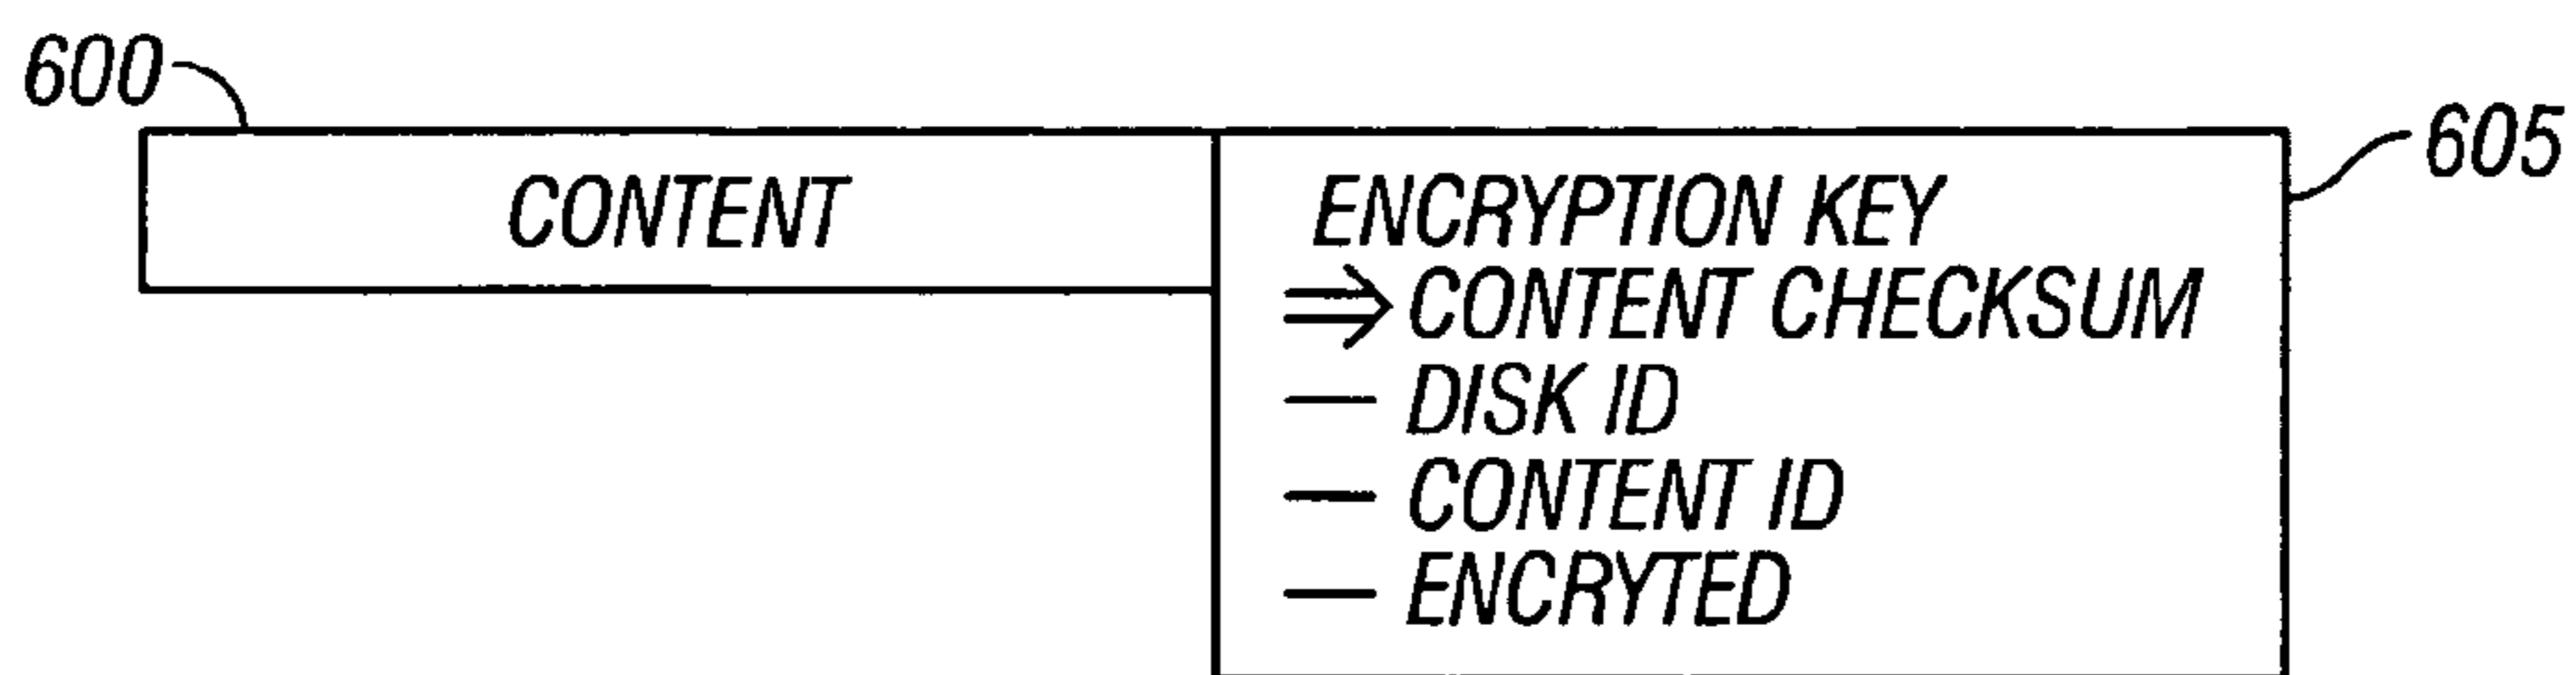 600
605
CONTENT
ENCRYPTION KEY
⇒ CONTENT CHECKSUM
— DISK ID
— CONTENT ID
— ENCRYTED